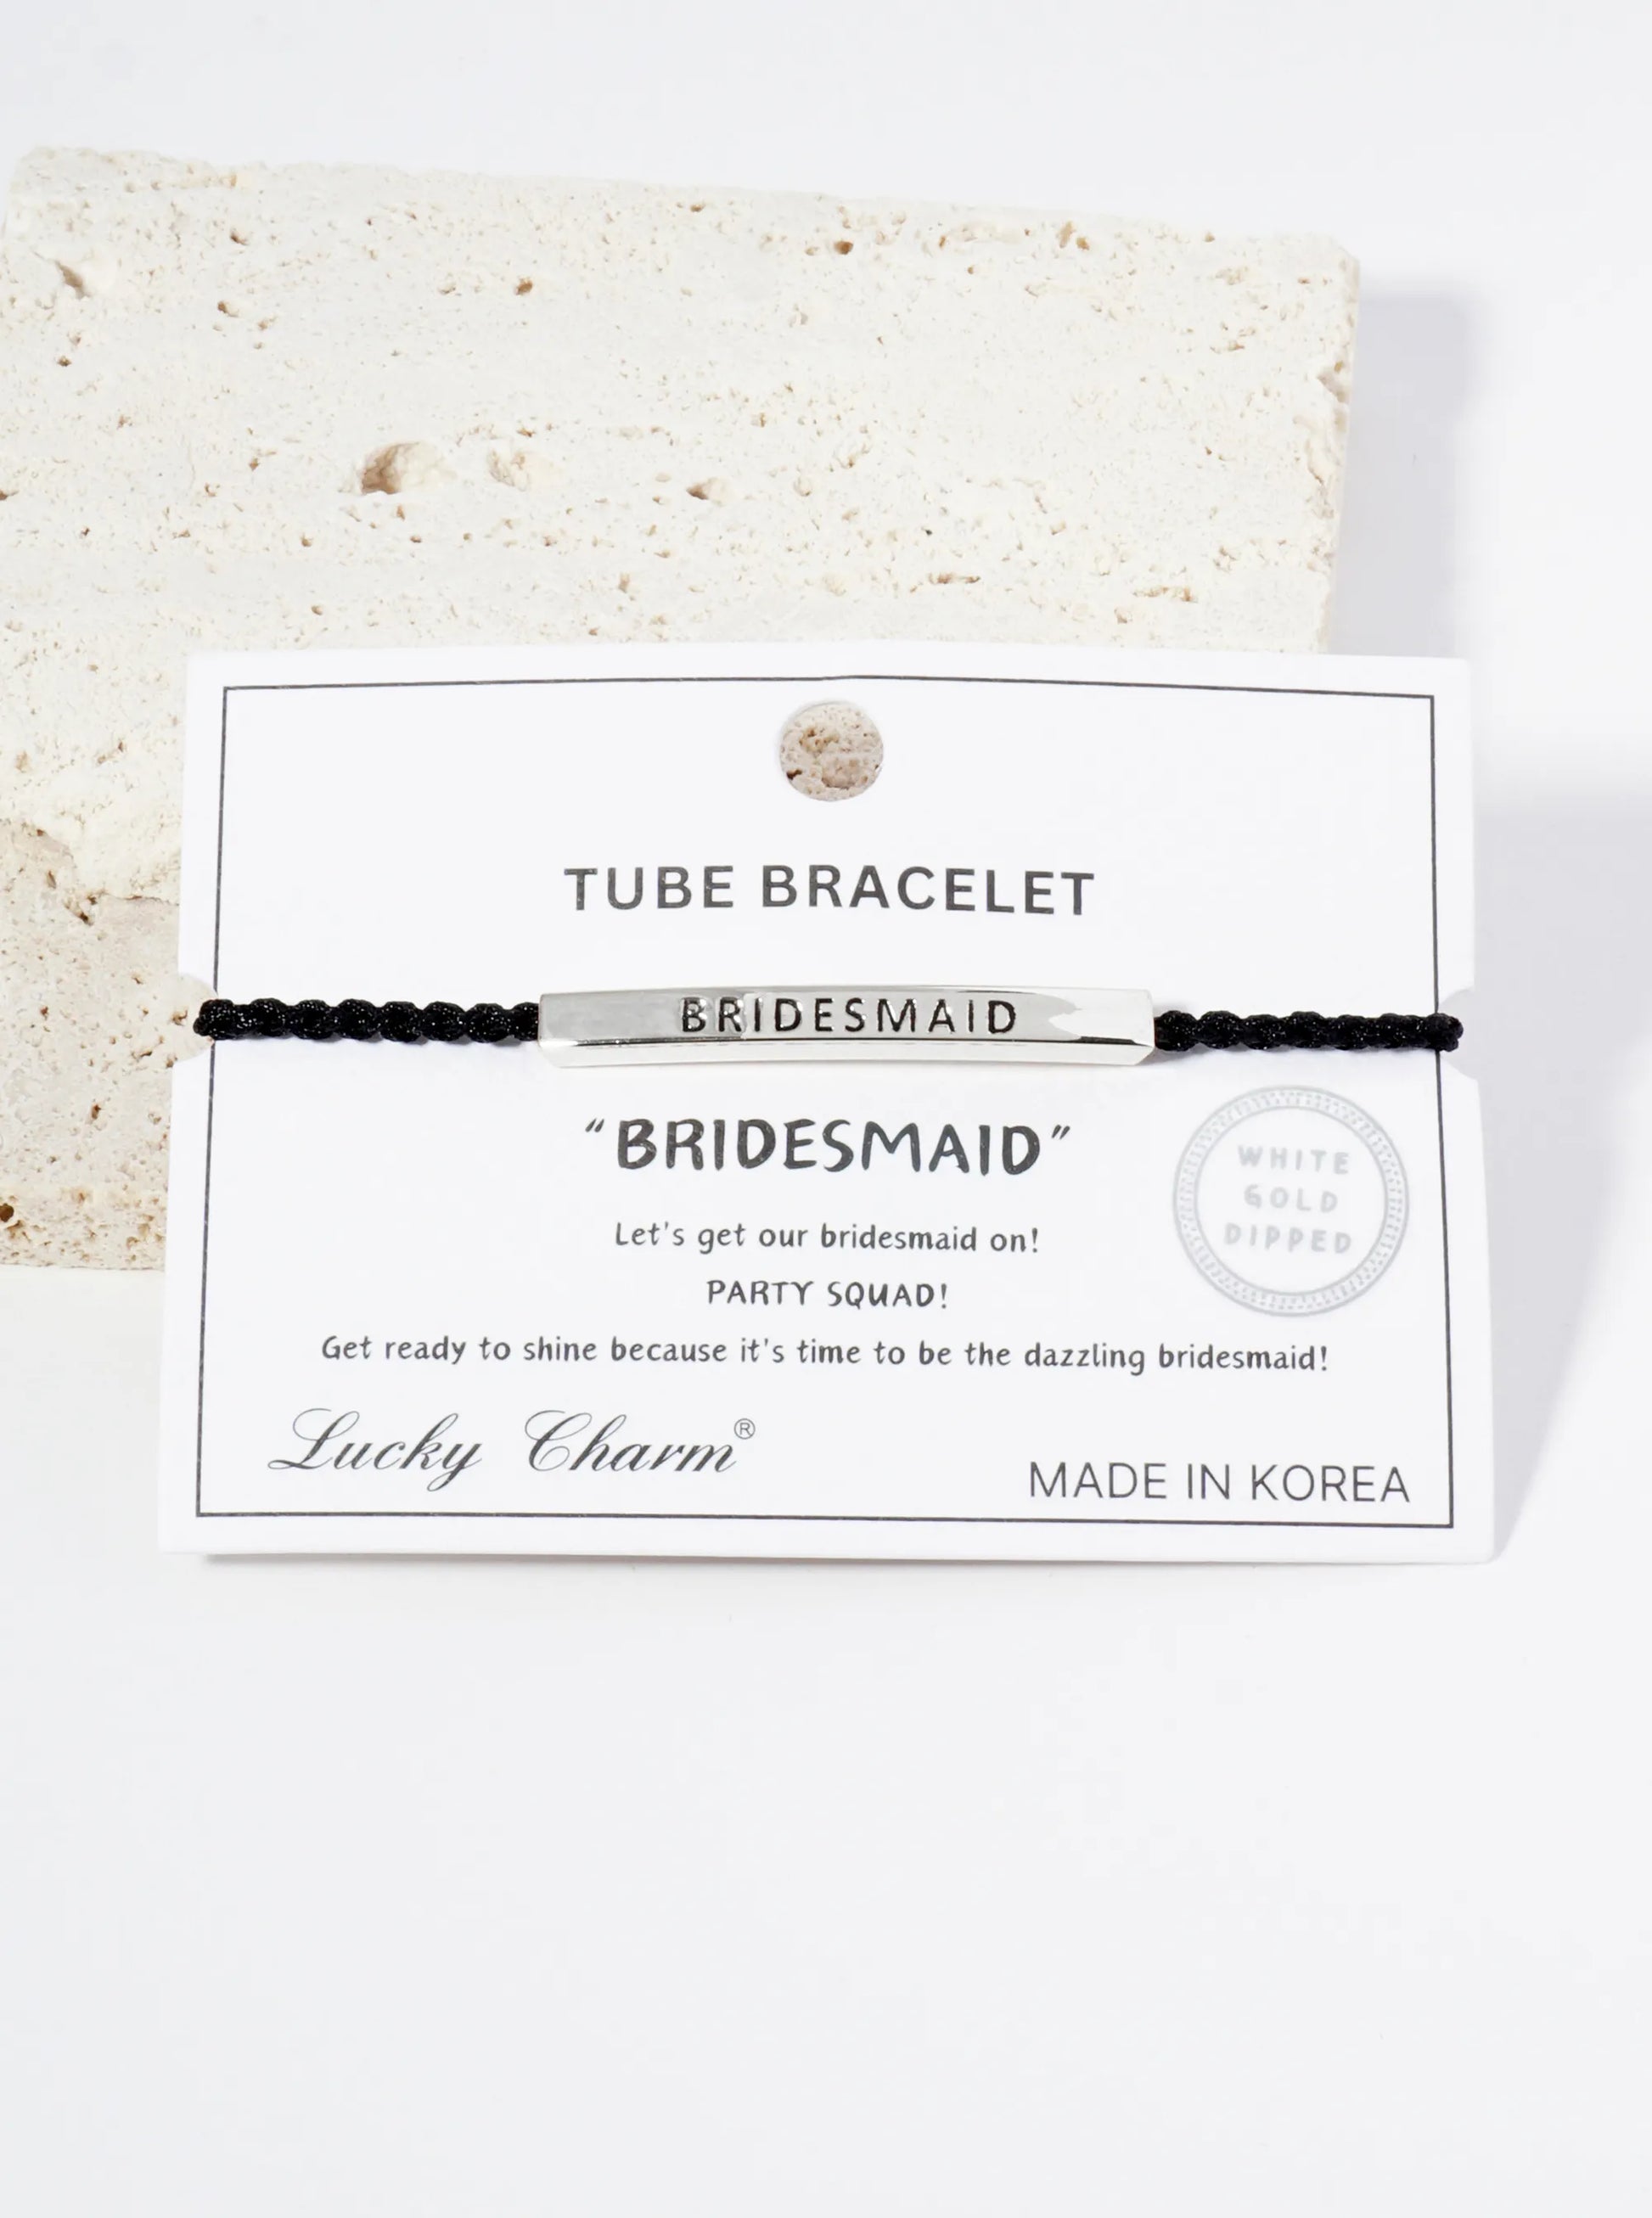 TUBE BRACELET
BRIDESMAID
"BRIDESMAID"
Let's get our bridesmaid on!
PARTY SQUAD!
Get ready to shine because it's time to be the dazzling bridesmaid!
WHITE
GOLD
DIPPED
Lucky Charm®
MADE IN KOREA